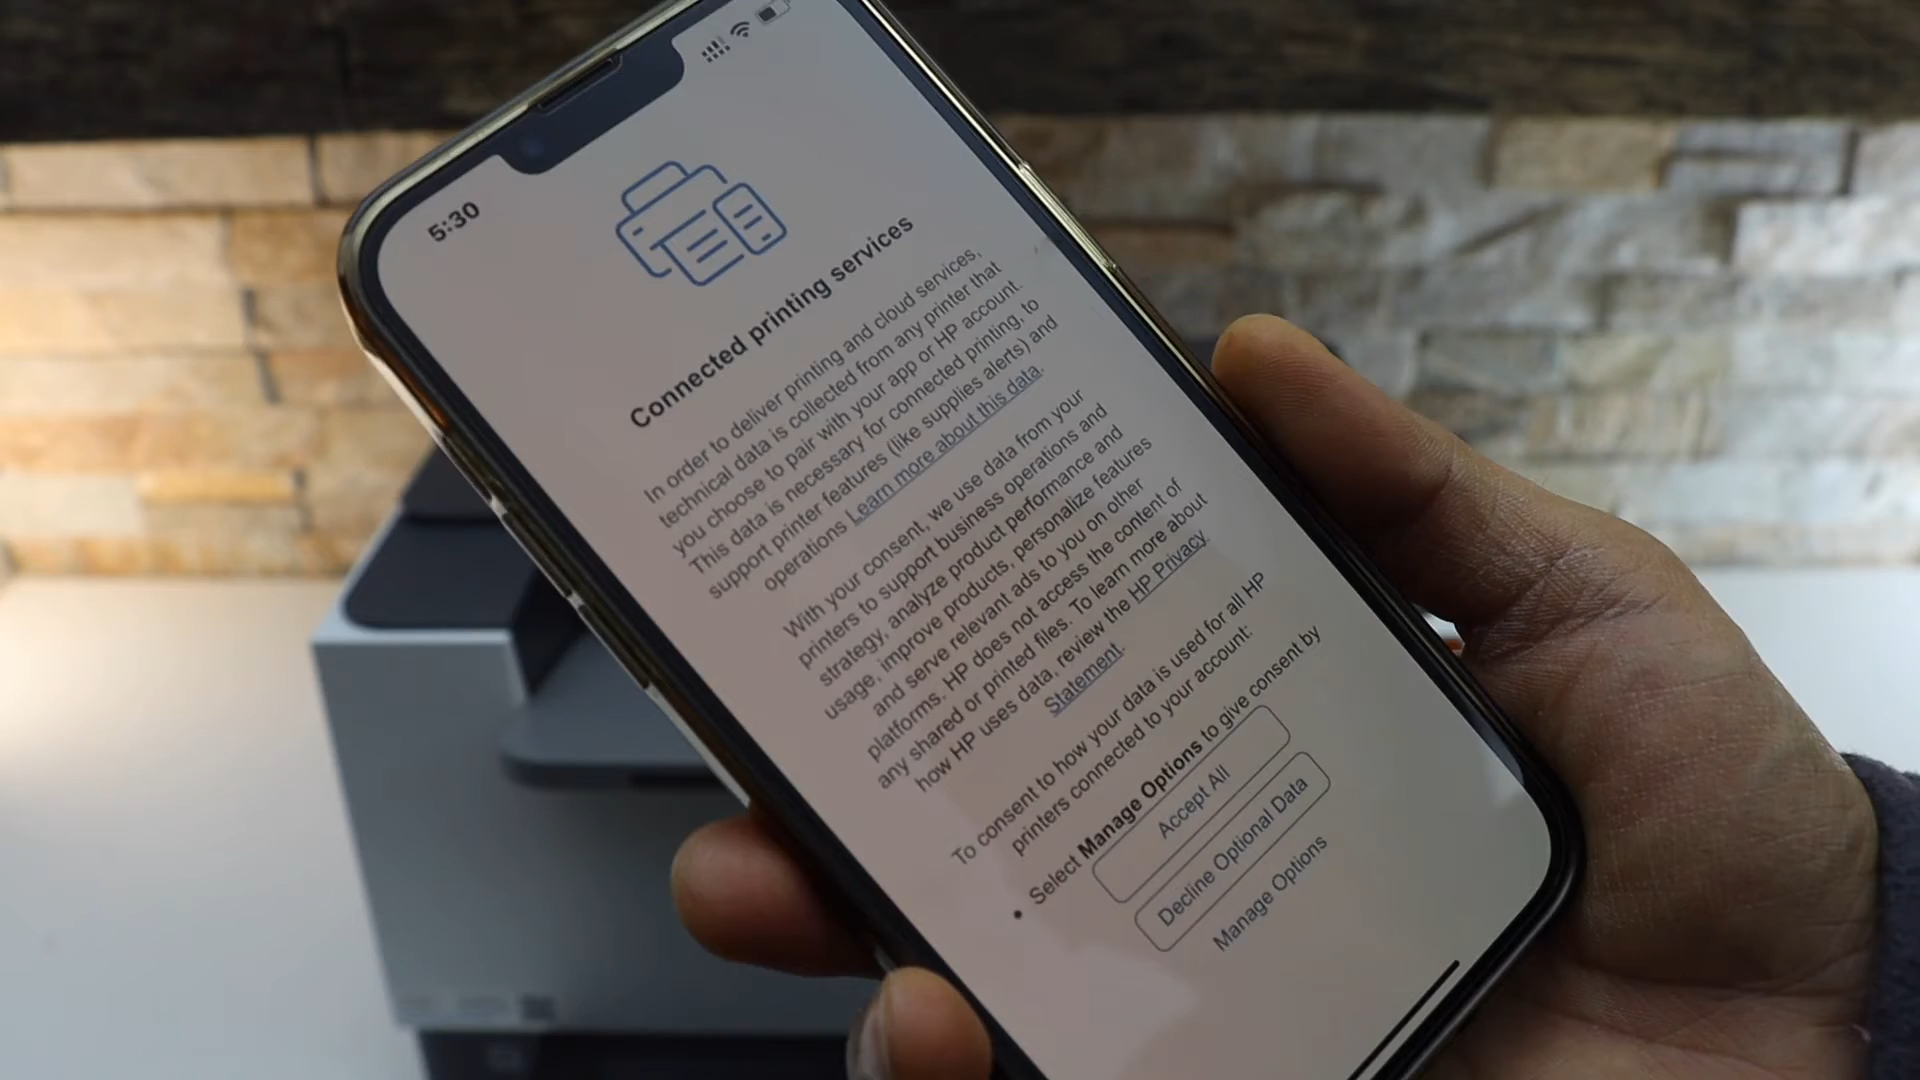 5:30
Connected printing services
In order to deliver printing and cloud services,
technical data is collected from any printer that
you choose to pair with your app or HP account.
This data is necessary for connected printing, to
support printer features (like supplies alerts) and
operations Learn more about this data.
With your consent, we use data from your
printers to support business operations and
strategy, analyze product performance and
usage, improve products, personalize features
and serve relevant ads to you on other
platforms. HP does not access the content of
any shared or printed files. To learn more about
how HP uses data, review the HP Privacy
Statement.
To consent to how your data is used for all HP
printers connected to your account:
• Select Manage Options to give consent by
Accept All
Decline Optional Data
Manage Options